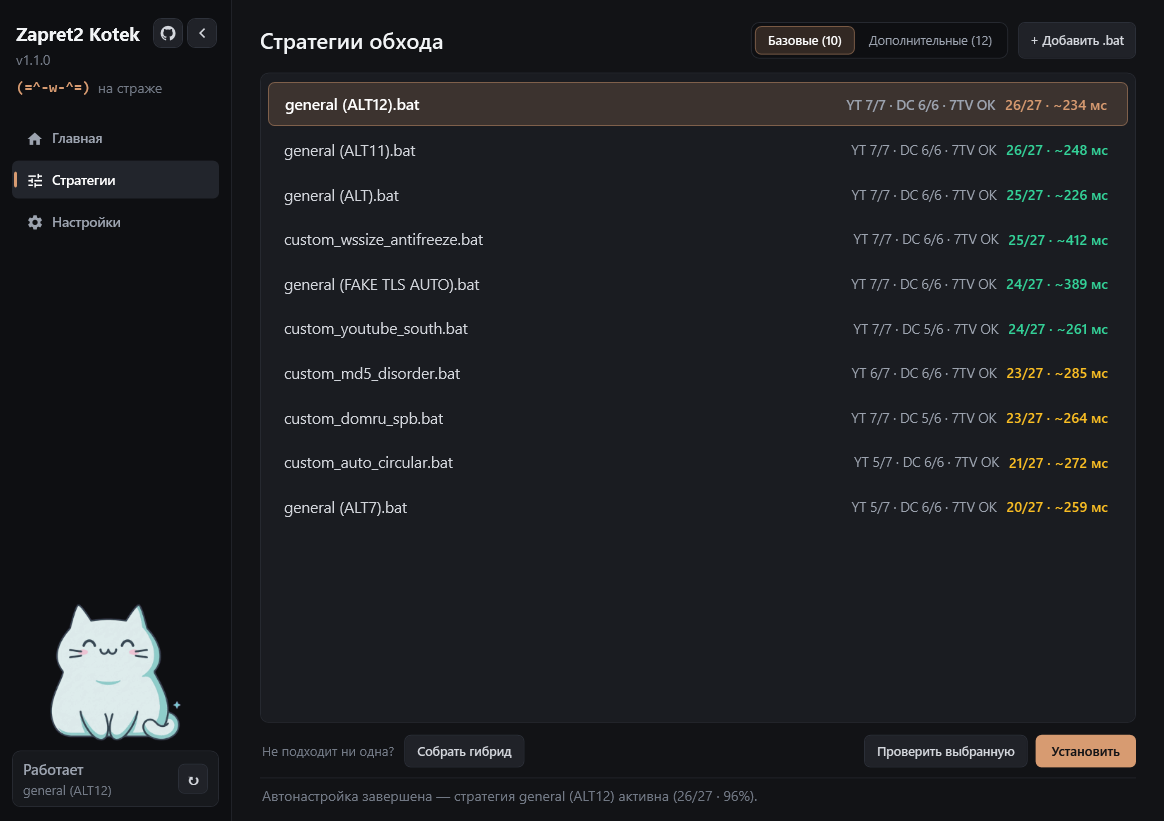 Zapret2 Kotek
v1.1.0
(=^-w-^=) на страже
Главная
Стратегии
Настройки
Работает
general (ALT12)
↻
Стратегии обхода
Базовые (10) Дополнительные (12) + Добавить .bat
general (ALT12).bat YT 7/7 · DC 6/6 · 7TV OK 26/27 · ~234 мс
general (ALT11).bat YT 7/7 · DC 6/6 · 7TV OK 26/27 · ~248 мс
general (ALT).bat YT 7/7 · DC 6/6 · 7TV OK 25/27 · ~226 мс
custom_wssize_antifreeze.bat YT 7/7 · DC 6/6 · 7TV OK 25/27 · ~412 мс
general (FAKE TLS AUTO).bat YT 7/7 · DC 6/6 · 7TV OK 24/27 · ~389 мс
custom_youtube_south.bat YT 7/7 · DC 5/6 · 7TV OK 24/27 · ~261 мс
custom_md5_disorder.bat YT 6/7 · DC 6/6 · 7TV OK 23/27 · ~285 мс
custom_domru_spb.bat YT 7/7 · DC 5/6 · 7TV OK 23/27 · ~264 мс
custom_auto_circular.bat YT 5/7 · DC 6/6 · 7TV OK 21/27 · ~272 мс
general (ALT7).bat YT 5/7 · DC 6/6 · 7TV OK 20/27 · ~259 мс
Не подходит ни одна? Собрать гибрид Проверить выбранную Установить
Автонастройка завершена — стратегия general (ALT12) активна (26/27 · 96%).